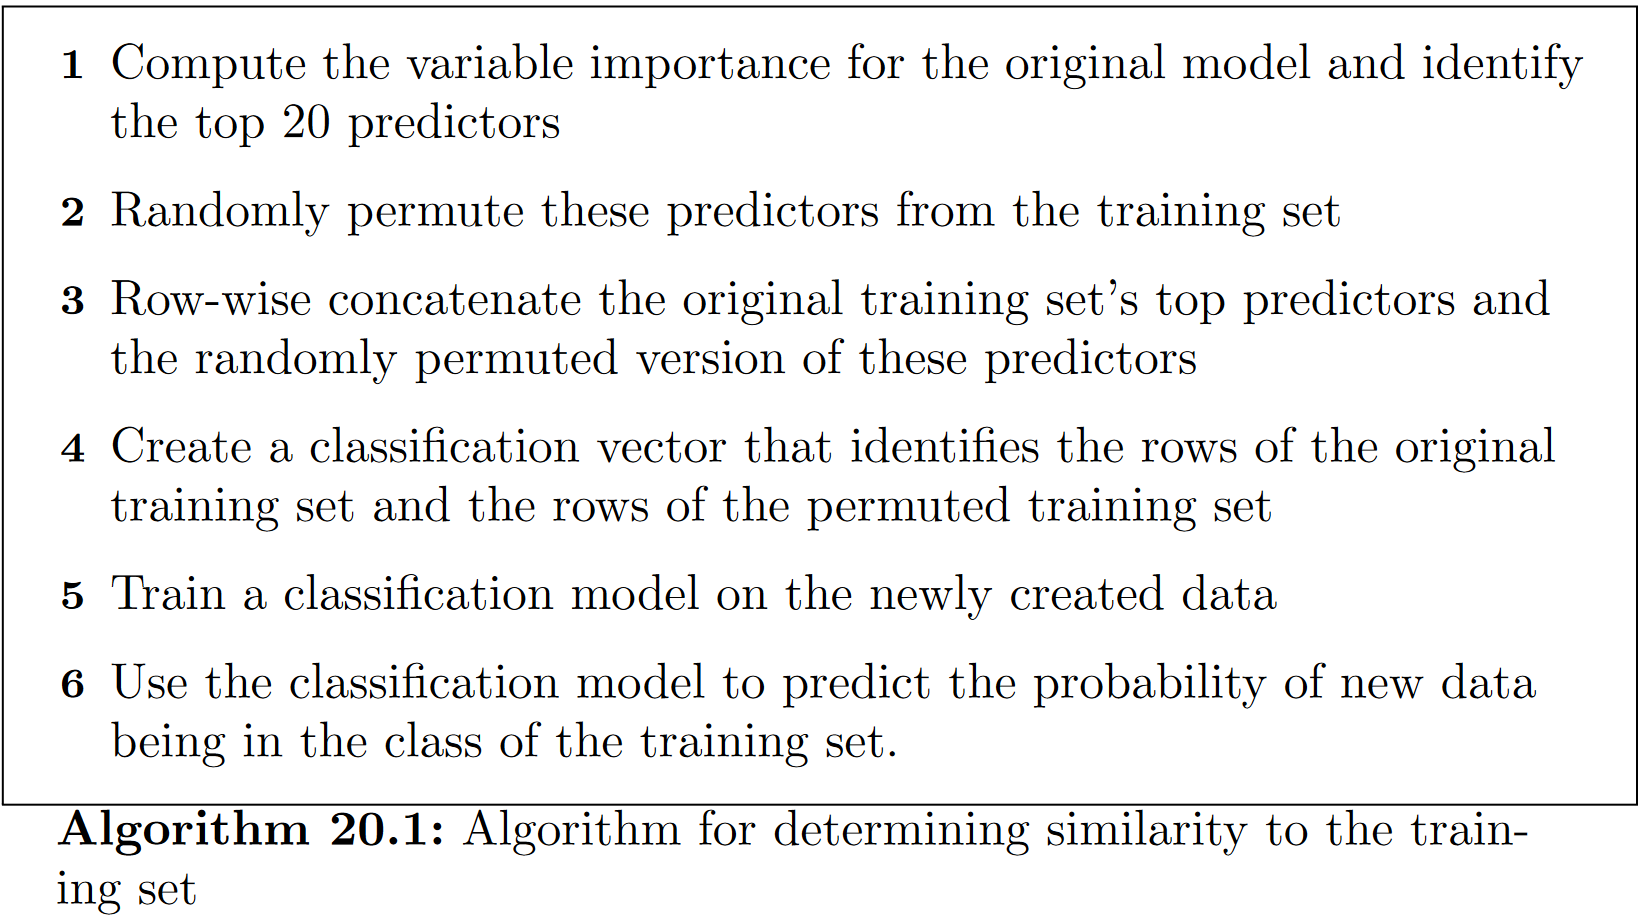 1 Compute the variable importance for the original model and identify
the top 20 predictors
2 Randomly permute these predictors from the training set
3 Row-wise concatenate the original training set's top predictors and
the randomly permuted version of these predictors
4 Create a classification vector that identifies the rows of the original
training set and the rows of the permuted training set
5 Train a classification model on the newly created data
6 Use the classification model to predict the probability of new data
being in the class of the training set.
Algorithm 20.1: Algorithm for determining similarity to the train-
ing set